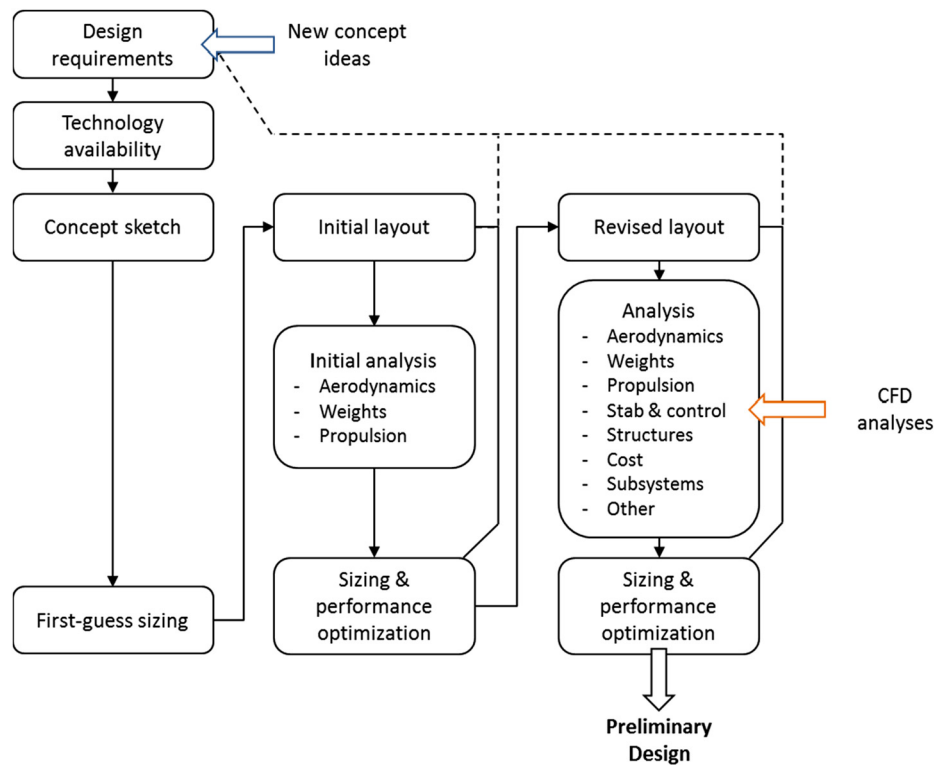 Design
requirements
New concept
ideas
Technology
availability
Concept sketch
First-guess sizing
Initial layout
Initial analysis
- Aerodynamics
- Weights
- Propulsion
Sizing &
performance
optimization
Revised layout
Analysis
- Aerodynamics
- Weights
- Propulsion
- Stab & control
- Structures
- Cost
- Subsystems
- Other
CFD
analyses
Sizing &
performance
optimization
Preliminary
Design